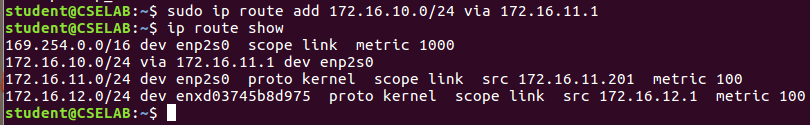 student@CSELAB:~$ sudo ip route add 172.16.10.0/24 via 172.16.11.1
student@CSELAB:~$ ip route show
169.254.0.0/16 dev enp2s0  scope link  metric 1000
172.16.10.0/24 via 172.16.11.1 dev enp2s0
172.16.11.0/24 dev enp2s0  proto kernel  scope link  src 172.16.11.201  metric 100
172.16.12.0/24 dev enxd03745b8d975  proto kernel  scope link  src 172.16.12.1  metric 100
student@CSELAB:~$